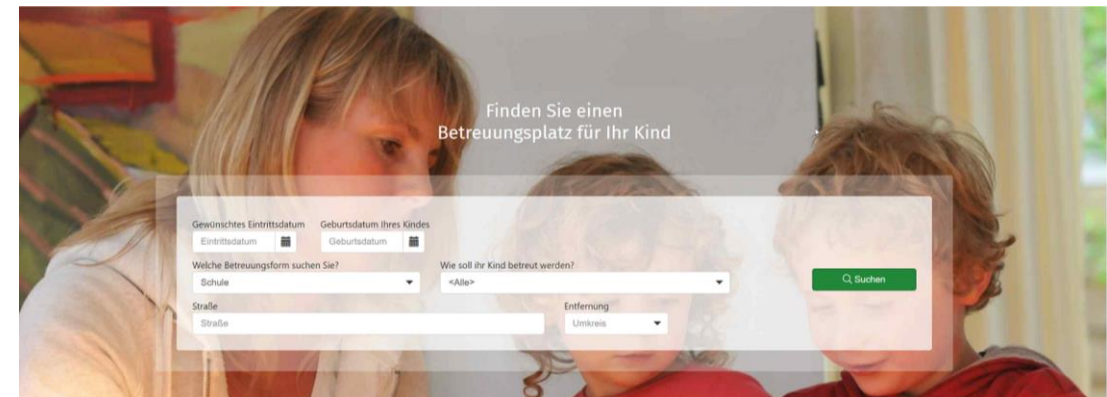 Finden Sie einen
Betreuungsplatz für Ihr Kind
Gewünschtes Eintrittsdatum Geburtsdatum Ihres Kindes
Eintrittsdatum Geburtsdatum
Welche Betreuungsform suchen Sie? Wie soll ihr Kind betreut werden?
Schule <Alle> Suchen
Straße Entfernung
Straße Umkreis